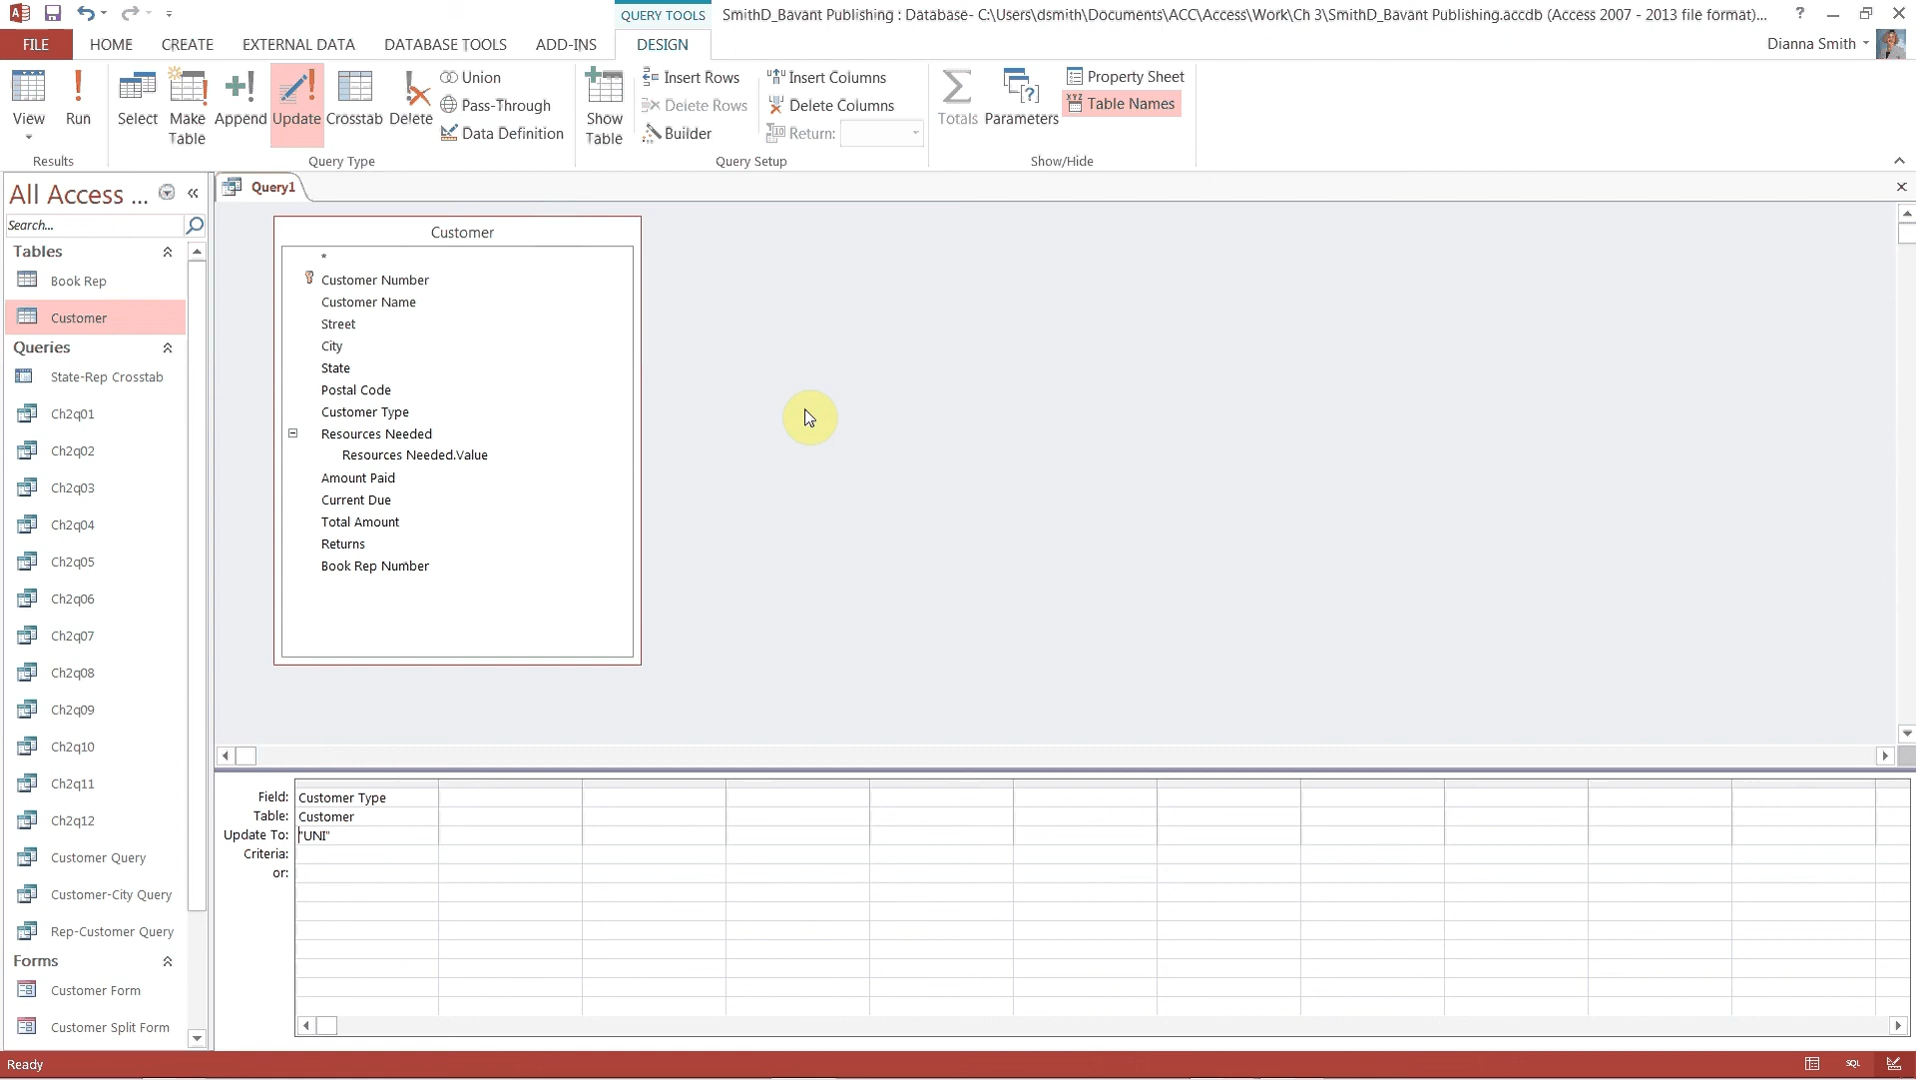 QUERY TOOLS
SmithD_Bavant Publishing : Database- C:\Users\dsmith\Documents\ACC\Access\Work\Ch 3\SmithD_Bavant Publishing.accdb (Access 2007 - 2013 file format)...
?
FILE
HOME
CREATE
EXTERNAL DATA
DATABASE TOOLS
ADD-INS
DESIGN
Dianna Smith
View
Run
Select
Make
Table
Append
Update
Crosstab
Delete
Union
Pass-Through
Data Definition
Show
Table
Insert Rows
Delete Rows
Builder
Insert Columns
Delete Columns
Return:
Totals
Parameters
Property Sheet
Table Names
Results
Query Type
Query Setup
Show/Hide
All Access ...
Search...
Tables
Book Rep
Customer
Queries
State-Rep Crosstab
Ch2q01
Ch2q02
Ch2q03
Ch2q04
Ch2q05
Ch2q06
Ch2q07
Ch2q08
Ch2q09
Ch2q10
Ch2q11
Ch2q12
Customer Query
Customer-City Query
Rep-Customer Query
Forms
Customer Form
Customer Split Form
Query1
Customer
*
Customer Number
Customer Name
Street
City
State
Postal Code
Customer Type
Resources Needed
Resources Needed.Value
Amount Paid
Current Due
Total Amount
Returns
Book Rep Number
Field: Customer Type
Table: Customer
Update To: "UNI"
Criteria:
or:
Ready
SQL